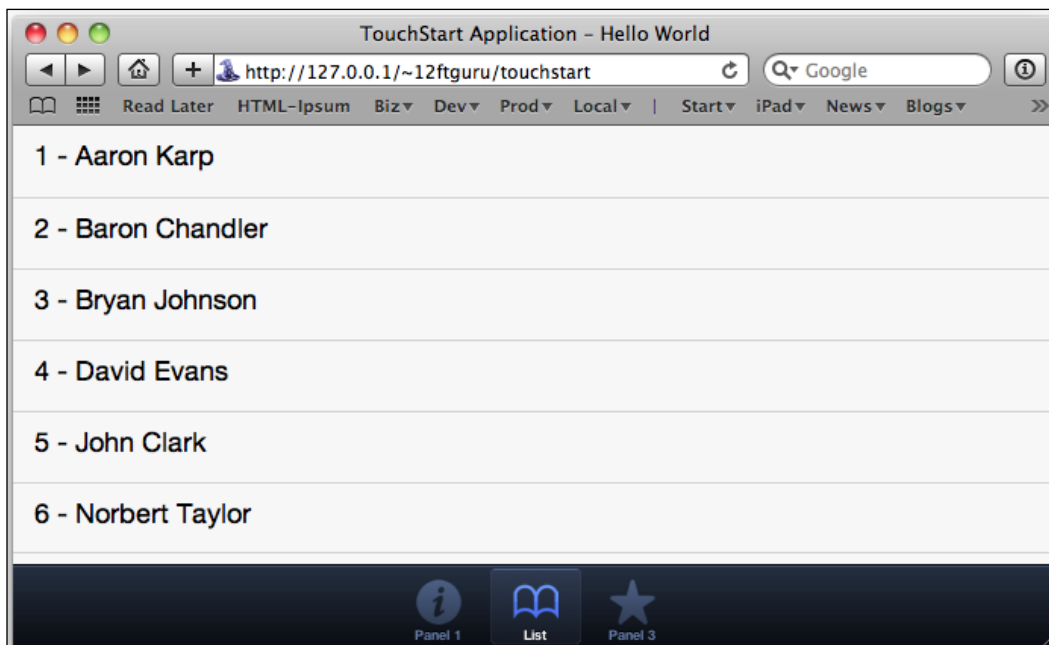 TouchStart Application – Hello World
http://127.0.0.1/~12ftguru/touchstart
Google
Read Later HTML-Ipsum Biz Dev Prod Local | Start iPad News Blogs
1 - Aaron Karp
2 - Baron Chandler
3 - Bryan Johnson
4 - David Evans
5 - John Clark
6 - Norbert Taylor
Panel 1 List Panel 3